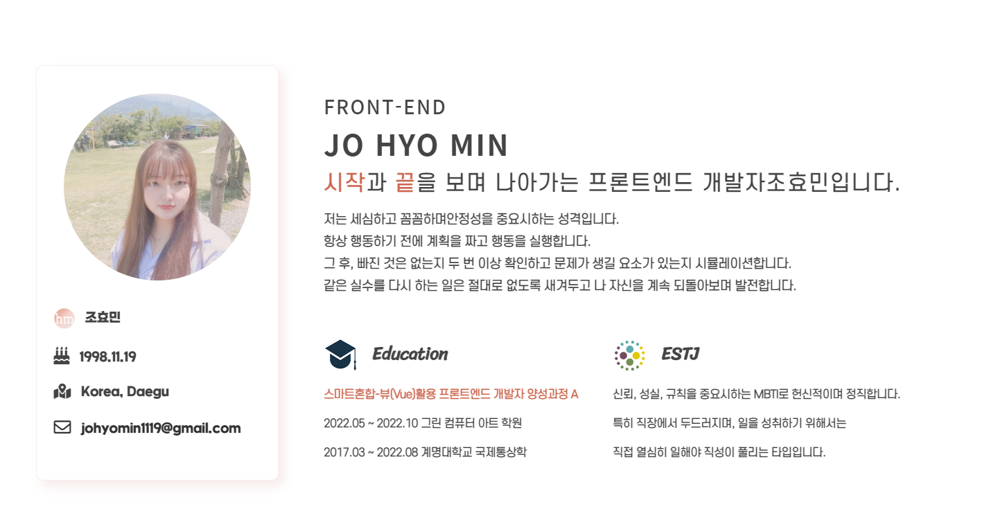 FRONT-END
JO HYO MIN
시작과 끝을 보며 나아가는 프론트엔드 개발자조효민입니다.
저는 세심하고 꼼꼼하며안정성을 중요시하는 성격입니다.
항상 행동하기 전에 계획을 짜고 행동을 실행합니다.
그 후, 빠진 것은 없는지 두 번 이상 확인하고 문제가 생길 요소가 있는지 시뮬레이션합니다.
같은 실수를 다시 하는 일은 절대로 없도록 새겨두고 나 자신을 계속 되돌아보며 발전합니다.
hm 조효민
1998.11.19
Korea, Daegu
johyomin1119@gmail.com
Education
스마트혼합-뷰(Vue)활용 프론트엔드 개발자 양성과정 A
2022.05 ~ 2022.10 그린 컴퓨터 아트 학원
2017.03 ~ 2022.08 계명대학교 국제통상학
ESTJ
신뢰, 성실, 규칙을 중요시하는 MBTI로 헌신적이며 정직합니다.
특히 직장에서 두드러지며, 일을 성취하기 위해서는
직접 열심히 일해야 직성이 풀리는 타입입니다.